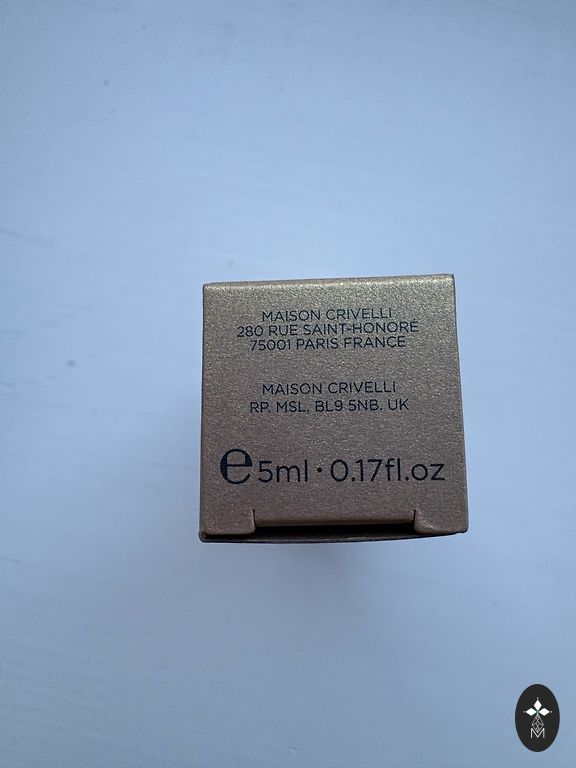 MAISON CRIVELLI
280 RUE SAINT-HONORÉ
75001 PARIS FRANCE
MAISON CRIVELLI
RP. MSL, BL9 5NB. UK
℮5ml · 0.17fl.oz
M